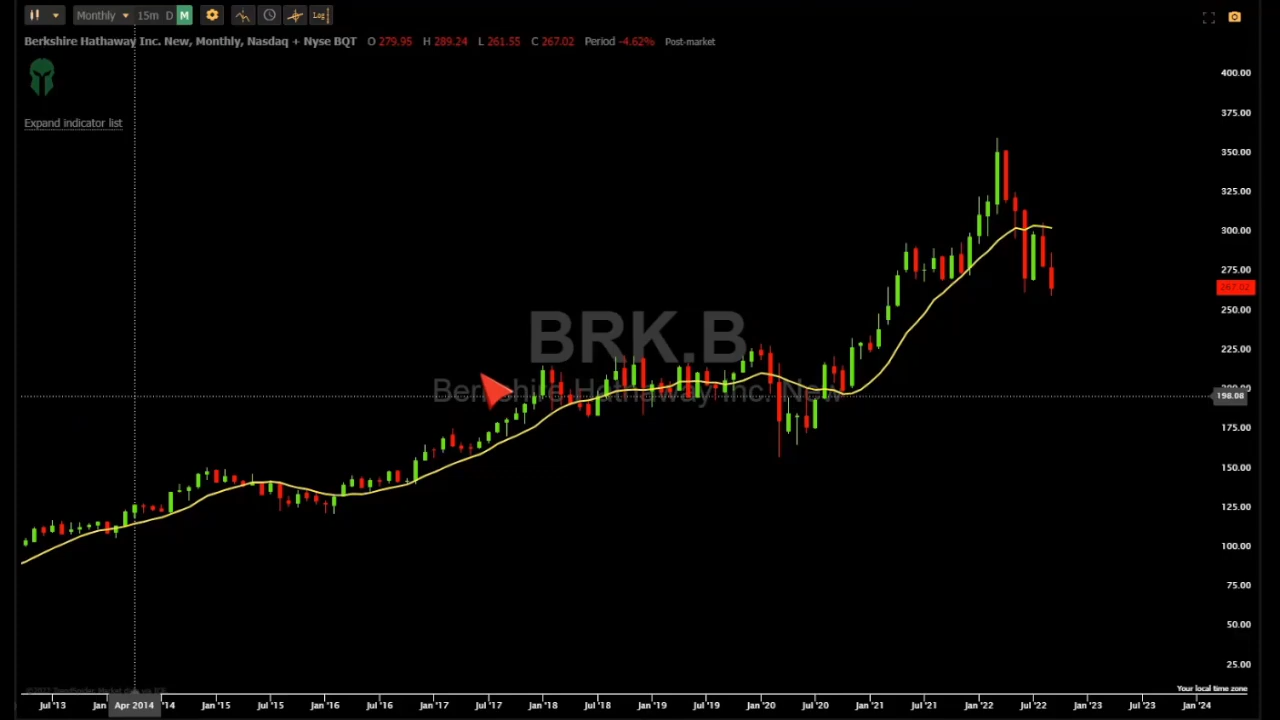 Monthly 15m D M Log
Berkshire Hathaway Inc. New, Monthly, Nasdaq + Nyse BQT O 279.95 H 289.24 L 261.55 C 267.02 Period -4.62% Post-market
Expand indicator list
400.00
375.00
350.00
325.00
300.00
275.00
267.02
250.00
BRK.B
225.00
Berkshire Hathaway Inc. New
200.00
198.08
175.00
150.00
125.00
100.00
75.00
50.00
25.00
Your local time zone
Jul '13 Jan Apr 2014 '14 Jan '15 Jul '15 Jan '16 Jul '16 Jan '17 Jul '17 Jan '18 Jul '18 Jan '19 Jul '19 Jan '20 Jul '20 Jan '21 Jul '21 Jan '22 Jul '22 Jan '23 Jul '23 Jan '24